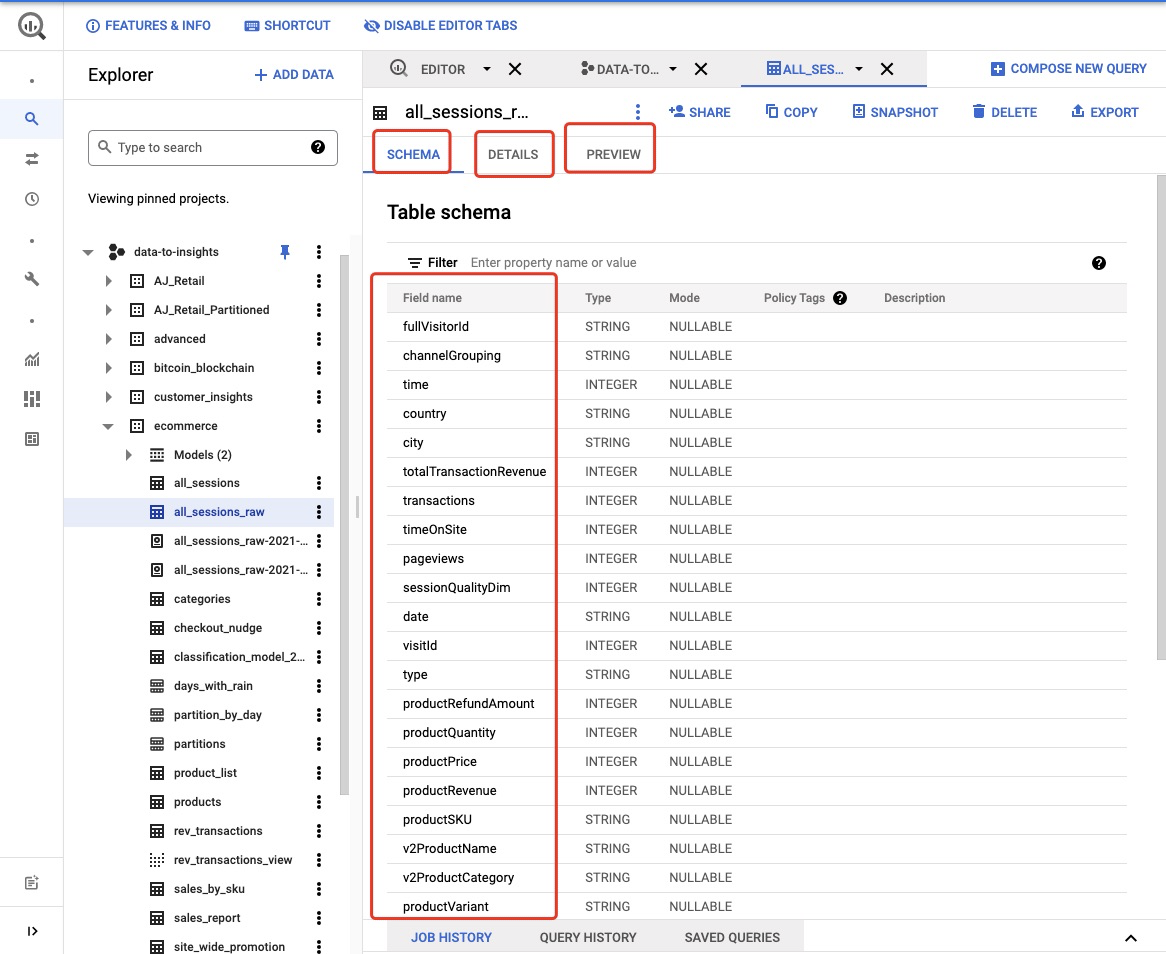 FEATURES & INFO SHORTCUT DISABLE EDITOR TABS
Explorer + ADD DATA
Type to search
Viewing pinned projects.
data-to-insights
AJ_Retail
AJ_Retail_Partitioned
advanced
bitcoin_blockchain
customer_insights
ecommerce
Models (2)
all_sessions
all_sessions_raw
all_sessions_raw-2021-...
all_sessions_raw-2021-...
categories
checkout_nudge
classification_model_2...
days_with_rain
partition_by_day
partitions
product_list
products
rev_transactions
rev_transactions_view
sales_by_sku
sales_report
site_wide_promotion
EDITOR DATA-TO... ALL_SES... COMPOSE NEW QUERY
all_sessions_r... SHARE COPY SNAPSHOT DELETE EXPORT
SCHEMA DETAILS PREVIEW
Table schema
Filter Enter property name or value
Field name Type Mode Policy Tags Description
fullVisitorId STRING NULLABLE
channelGrouping STRING NULLABLE
time INTEGER NULLABLE
country STRING NULLABLE
city STRING NULLABLE
totalTransactionRevenue INTEGER NULLABLE
transactions INTEGER NULLABLE
timeOnSite INTEGER NULLABLE
pageviews INTEGER NULLABLE
sessionQualityDim INTEGER NULLABLE
date STRING NULLABLE
visitId INTEGER NULLABLE
type STRING NULLABLE
productRefundAmount INTEGER NULLABLE
productQuantity INTEGER NULLABLE
productPrice INTEGER NULLABLE
productRevenue INTEGER NULLABLE
productSKU STRING NULLABLE
v2ProductName STRING NULLABLE
v2ProductCategory STRING NULLABLE
productVariant STRING NULLABLE
JOB HISTORY QUERY HISTORY SAVED QUERIES